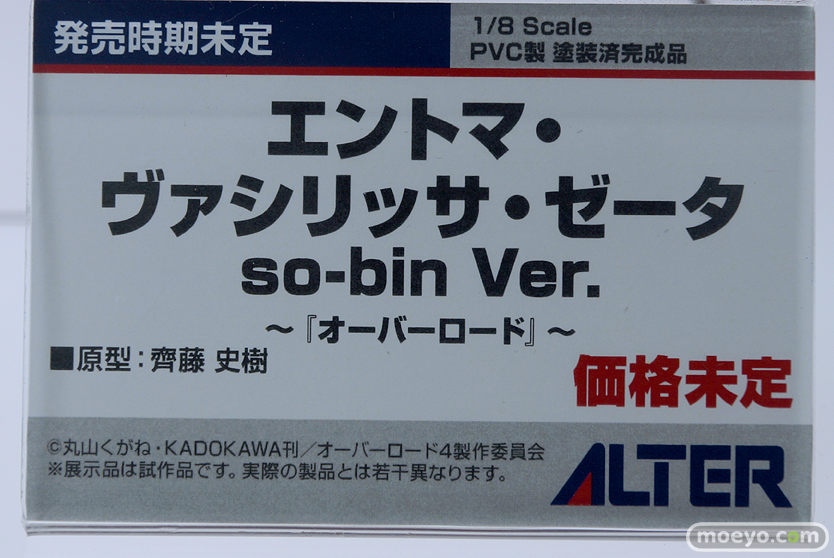 発売時期未定
1/8 Scale
PVC製 塗装済完成品
エントマ・
ヴァシリッサ・ゼータ
so-bin Ver.
～『オーバーロード』～
■原型：齊藤 史樹
価格未定
©丸山くがね・KADOKAWA刊／オーバーロード4製作委員会
※展示品は試作品です。実際の製品とは若干異なります。
ALTER
moeyo.com